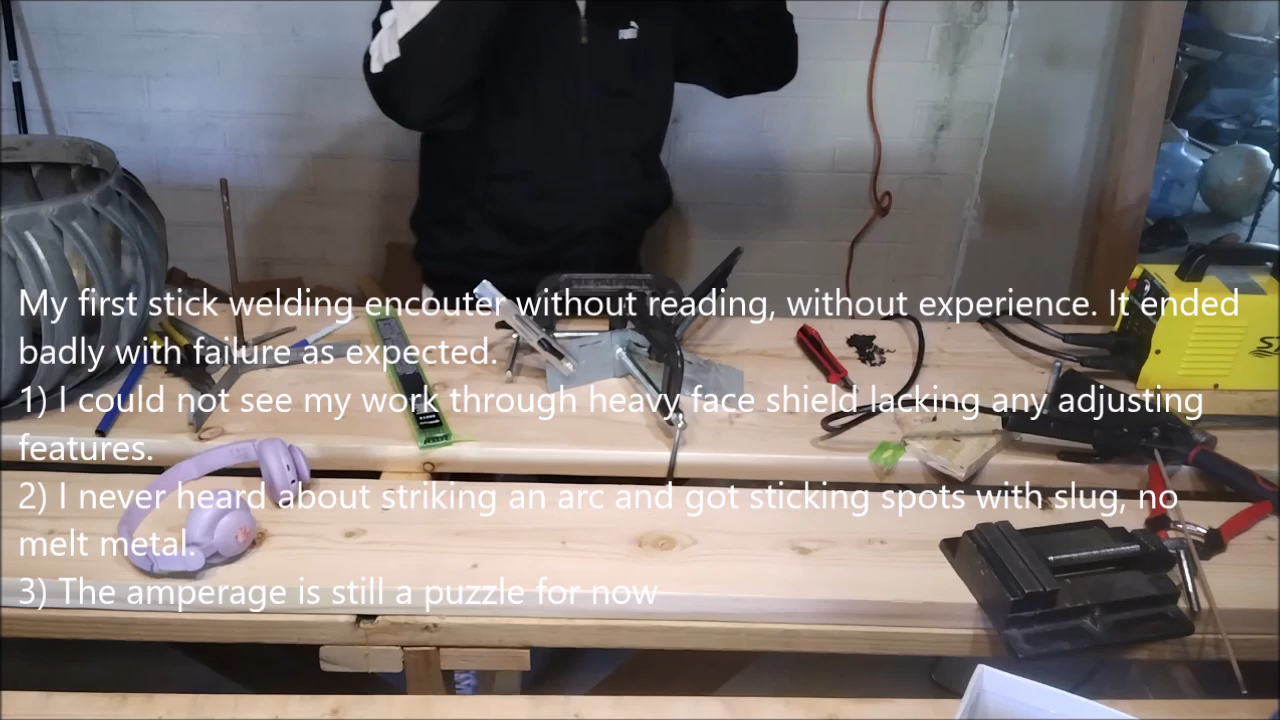 My first stick welding encouter without reading, without experience. It ended
badly with failure as expected.
1) I could not see my work through heavy face shield lacking any adjusting
features.
2) I never heard about striking an arc and got sticking spots with slug, no
melt metal.
3) The amperage is still a puzzle for now